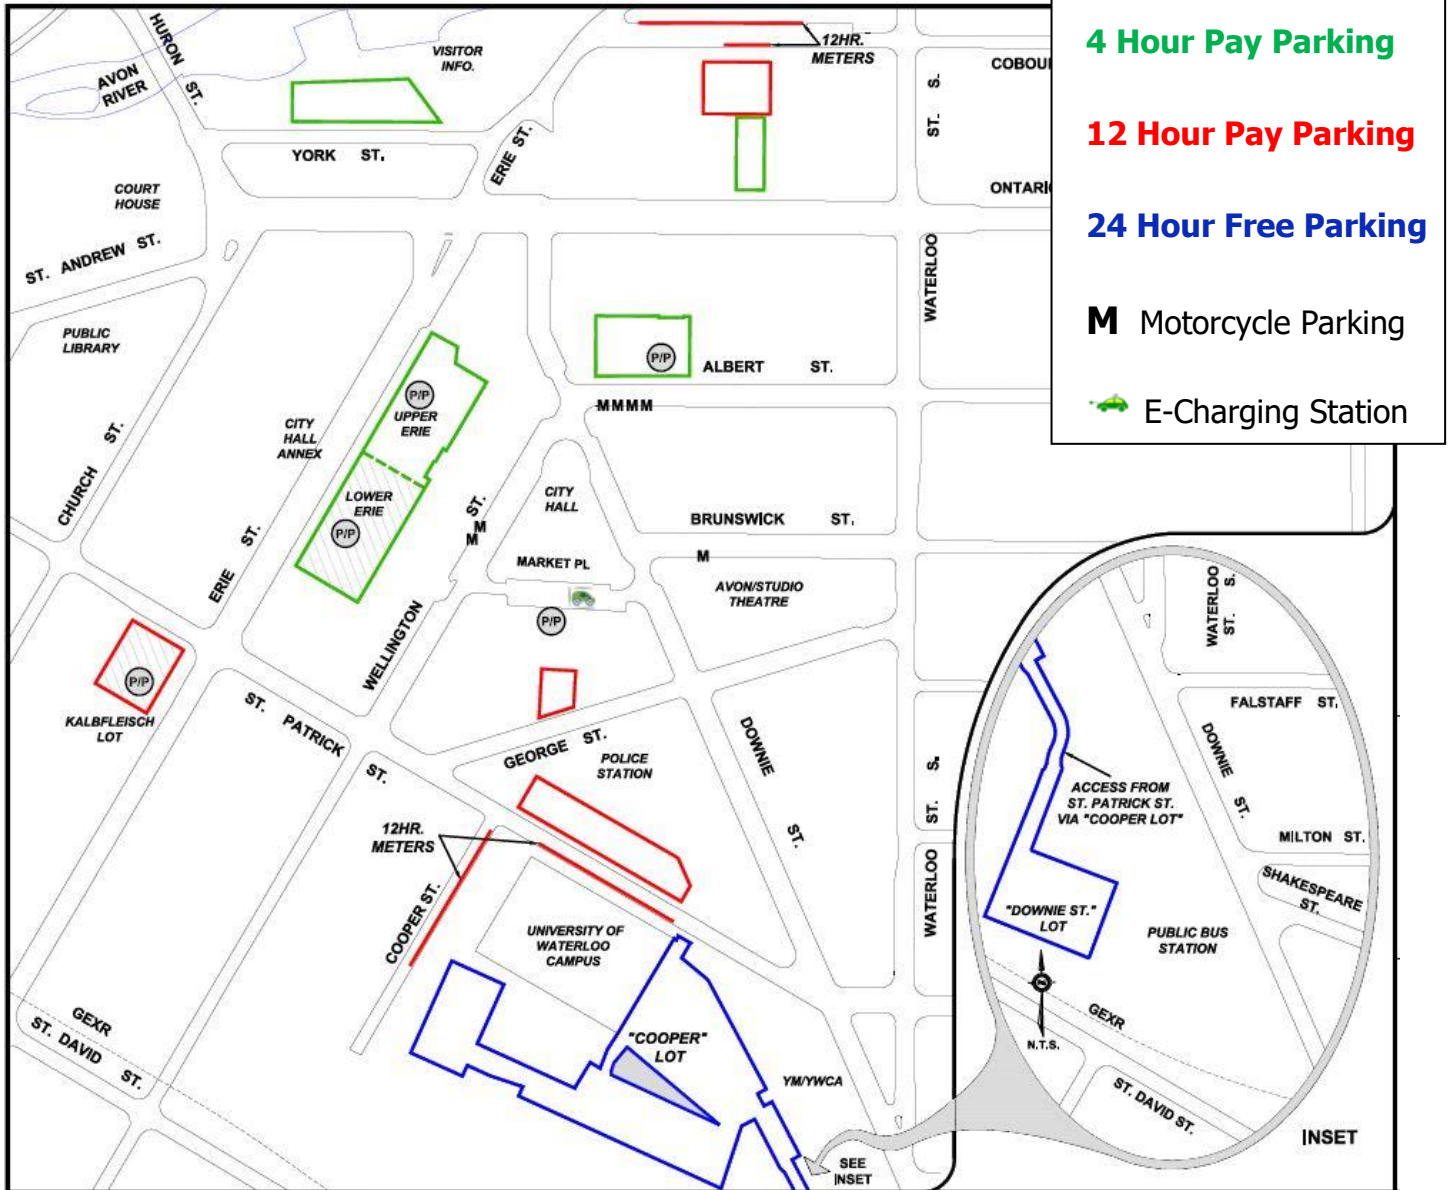 4 Hour Pay Parking
12 Hour Pay Parking
24 Hour Free Parking
M Motorcycle Parking
E-Charging Station
HURON ST.
AVON
RIVER
VISITOR
INFO.
12HR.
METERS
YORK ST.
ERIE ST.
WATERLOO ST. S.
COURT
HOUSE
ST. ANDREW ST.
PUBLIC
LIBRARY
P/P
ALBERT ST.
MMMM
P/P
UPPER
ERIE
CITY
HALL
ANNEX
CHURCH ST.
LOWER
ERIE
P/P
ERIE ST.
WELLINGTON ST.
M
M
CITY
HALL
BRUNSWICK ST.
M
MARKET PL
P/P
AVON/STUDIO
THEATRE
P/P
KALBFLEISCH
LOT
ST. PATRICK ST.
GEORGE ST.
POLICE
STATION
DOWNIE ST.
WATERLOO ST. S.
12HR.
METERS
COOPER ST.
UNIVERSITY OF
WATERLOO
CAMPUS
"COOPER"
LOT
YM/YWCA
GEXR
ST. DAVID ST.
SEE
INSET
WATERLOO
ST. S.
FALSTAFF ST.
DOWNIE ST.
ACCESS FROM
ST. PATRICK ST.
VIA "COOPER LOT"
MILTON ST.
SHAKESPEARE
ST.
"DOWNIE ST."
LOT
PUBLIC BUS
STATION
N.T.S.
GEXR
ST. DAVID ST.
INSET